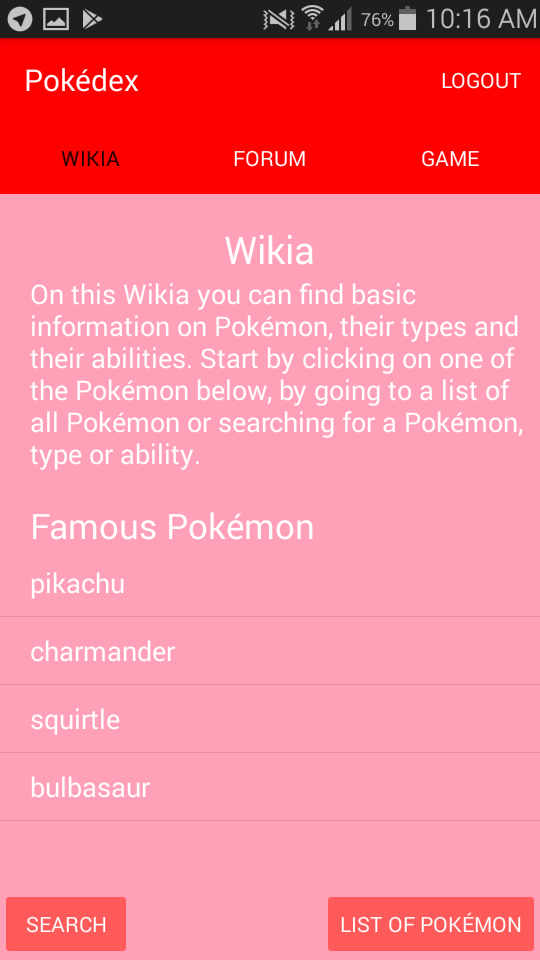 76% 10:16 AM
Pokédex LOGOUT
WIKIA FORUM GAME
Wikia
On this Wikia you can find basic
information on Pokémon, their types and
their abilities. Start by clicking on one of
the Pokémon below, by going to a list of
all Pokémon or searching for a Pokémon,
type or ability.
Famous Pokémon
pikachu
charmander
squirtle
bulbasaur
SEARCH LIST OF POKÉMON